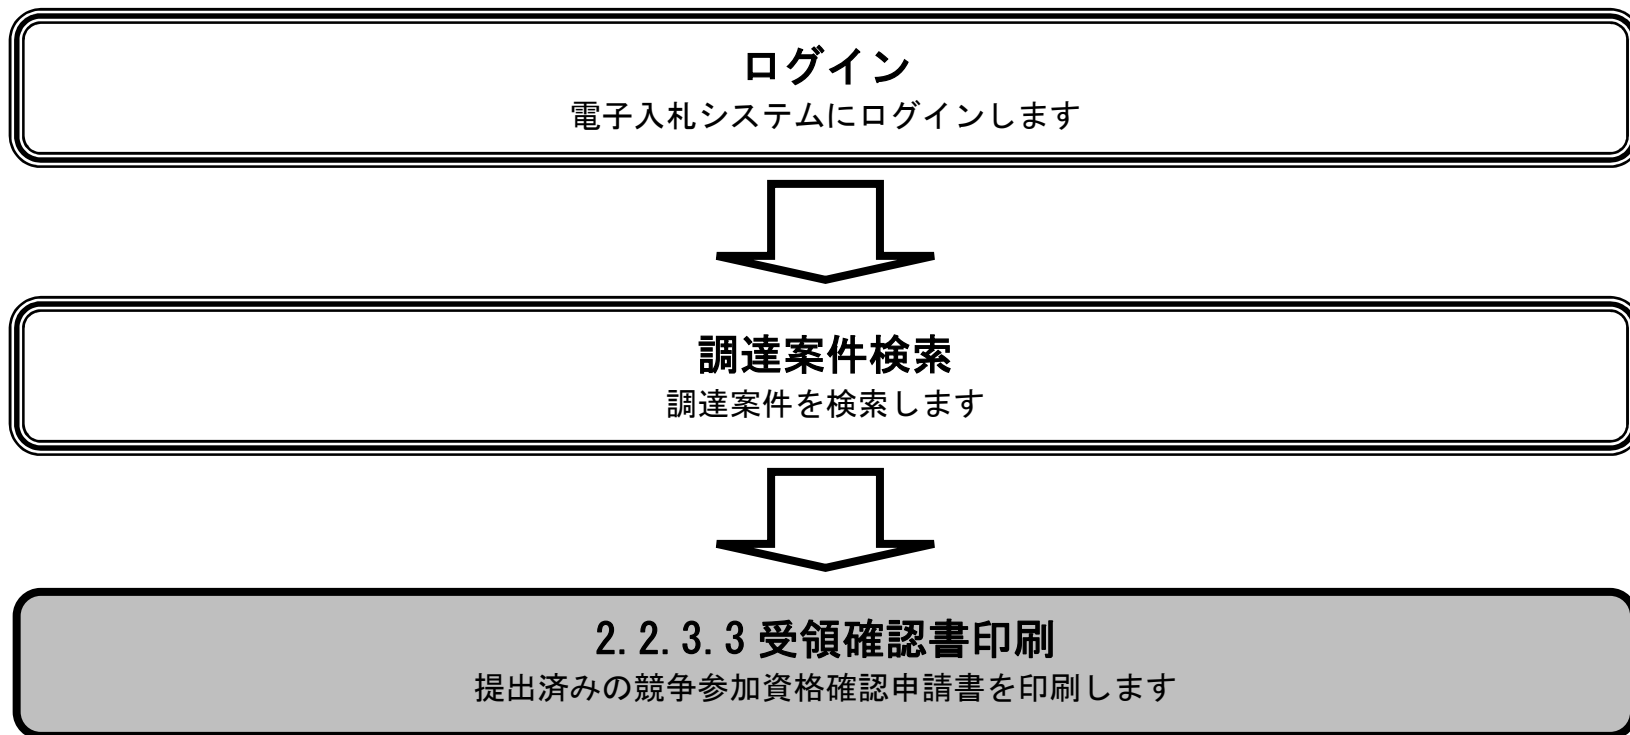 ログイン
電子入札システムにログインします
調達案件検索
調達案件を検索します
2.2.3.3 受領確認書印刷
提出済みの競争参加資格確認申請書を印刷します